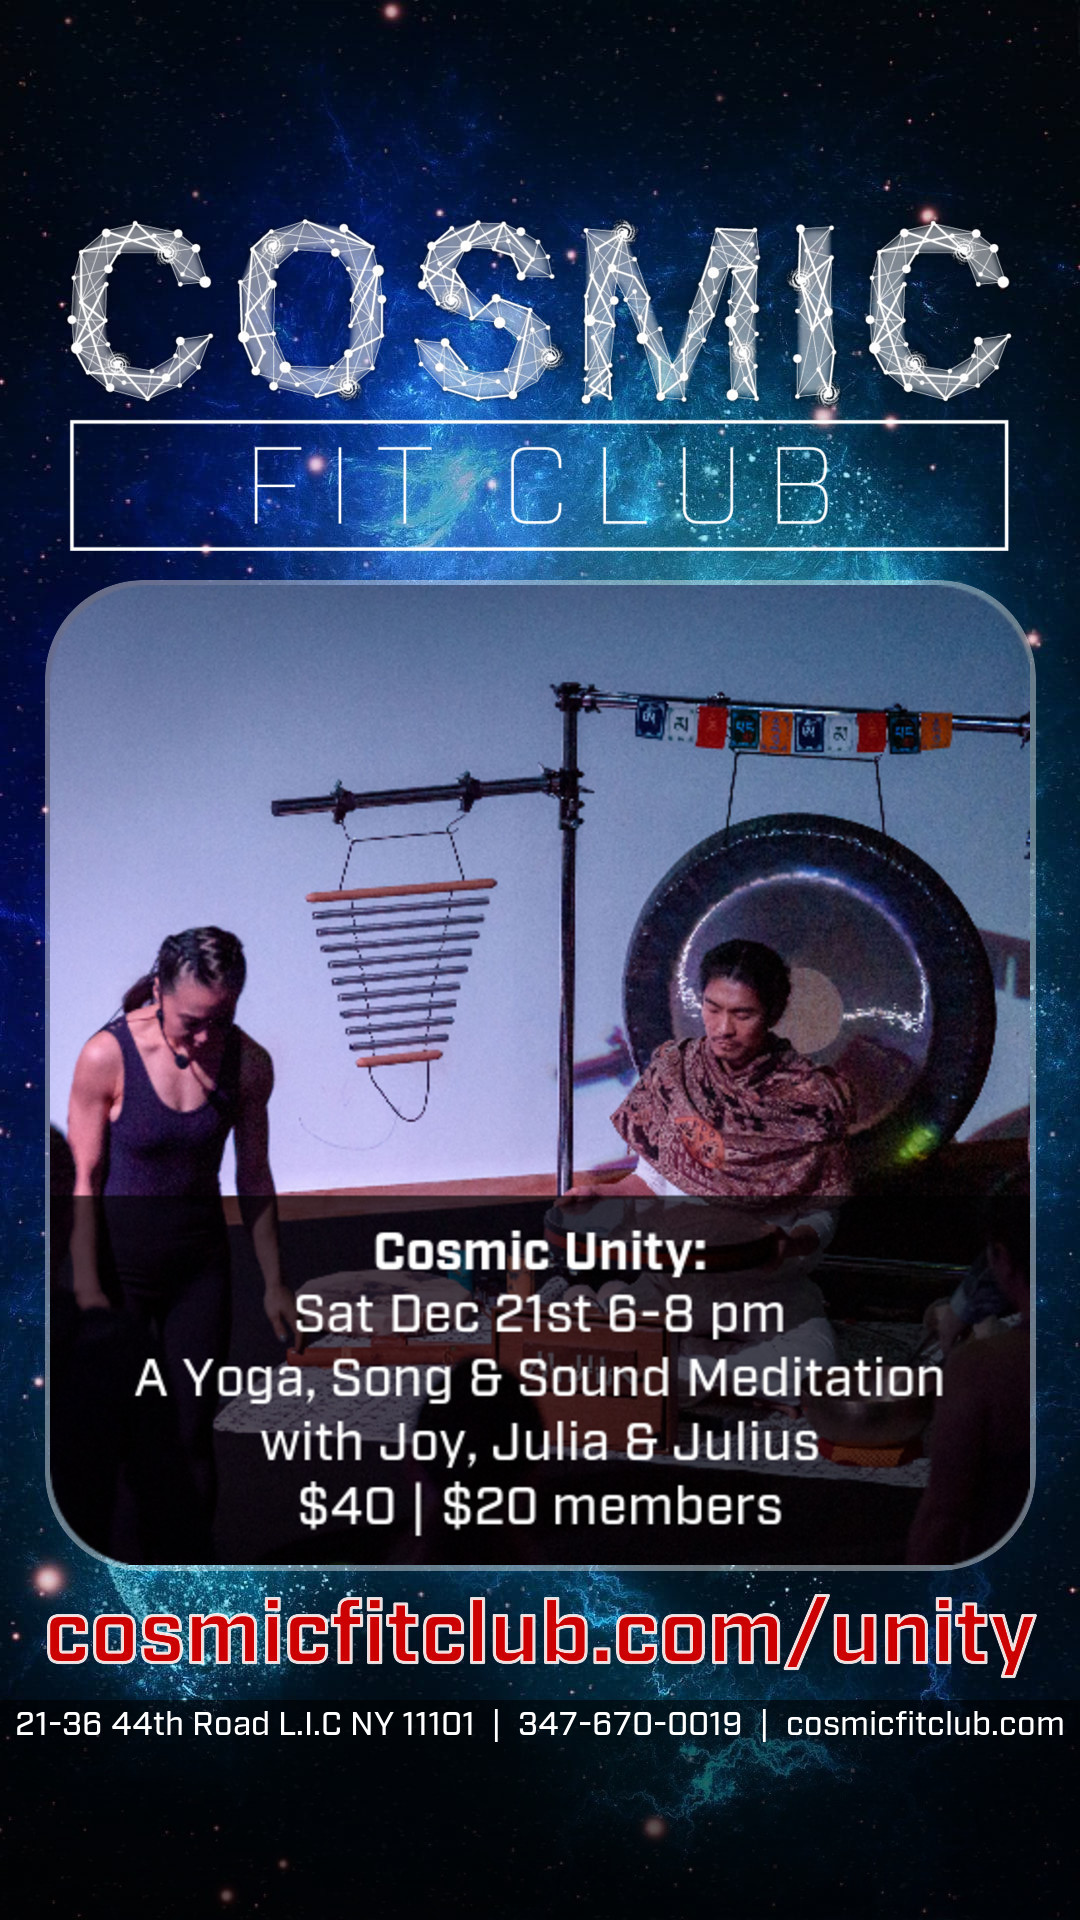 COSMIC
FIT CLUB
Cosmic Unity:
Sat Dec 21st 6-8 pm
A Yoga, Song & Sound Meditation
with Joy, Julia & Julius
$40 | $20 members
cosmicfitclub.com/unity
21-36 44th Road L.I.C NY 11101 | 347-670-0019 | cosmicfitclub.com